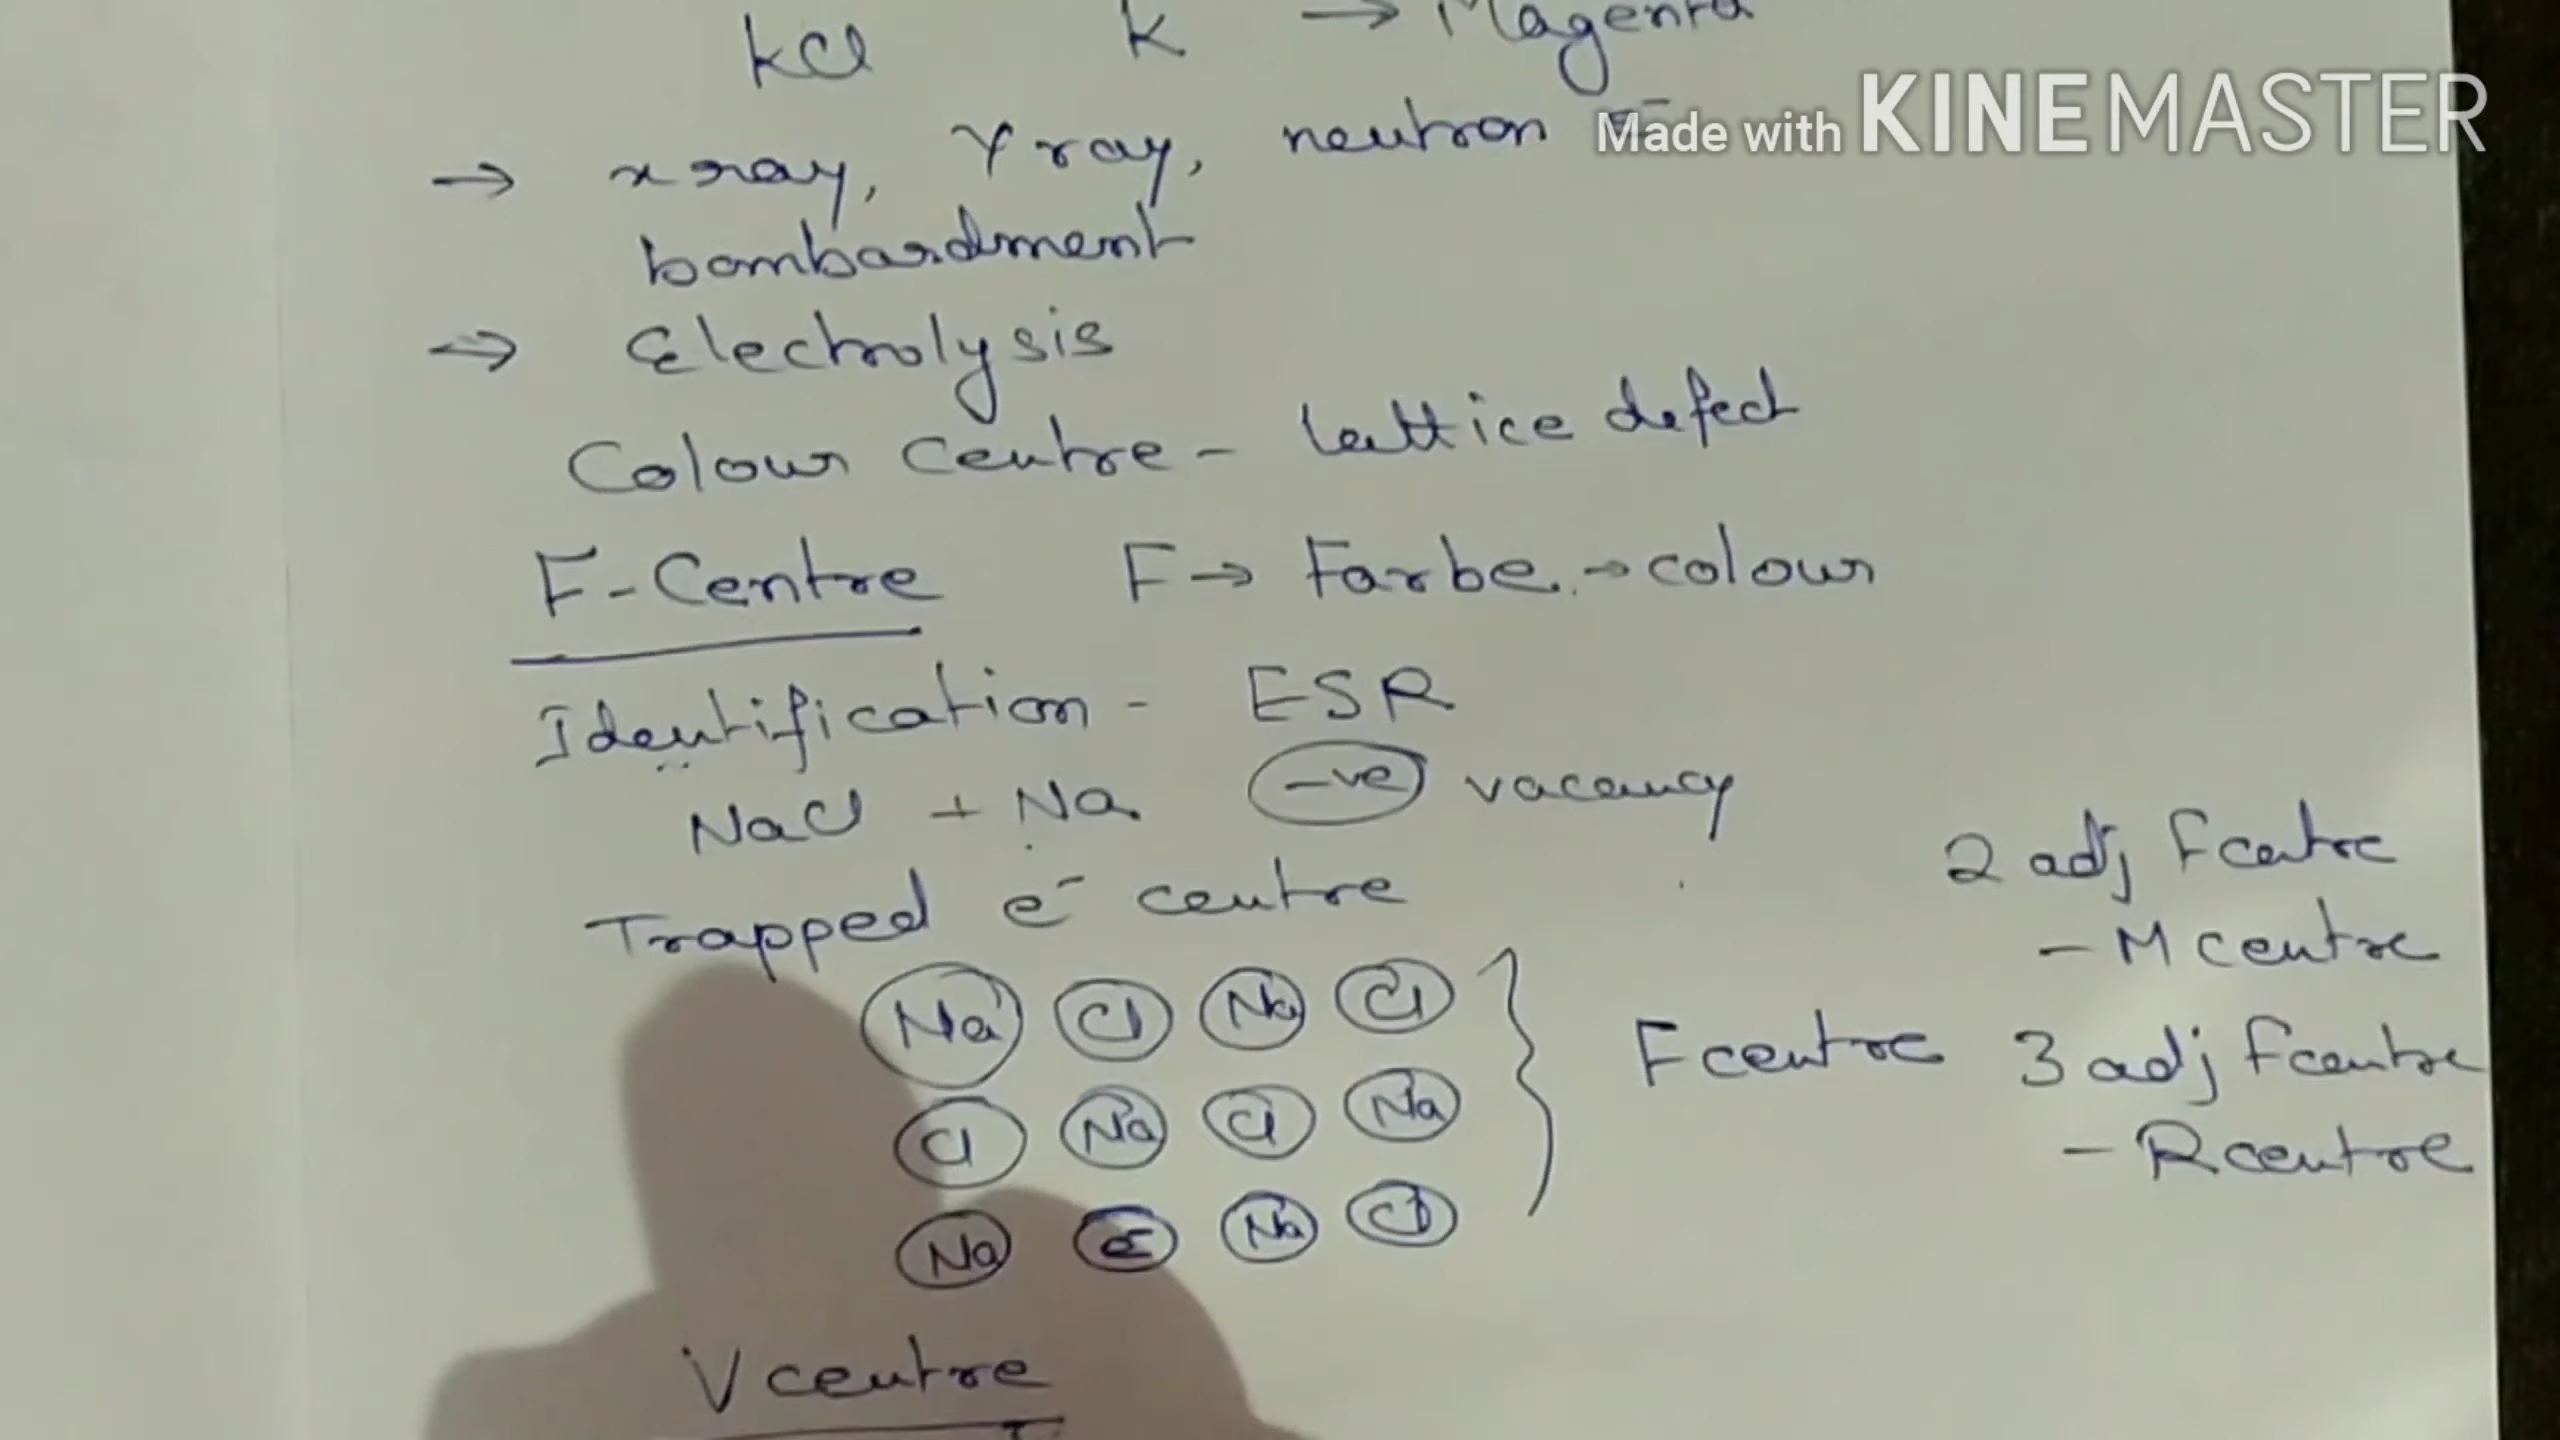 KCl K → Magenta
Made with KINEMASTER
→ x ray, γ ray, neutron
bombardment
→ Electrolysis
Colour Centre - lattice defect
F-Centre F → Farbe. → colour
Identification - ESR
NaCl + Na -ve vacancy
Trapped e- centre
2 adj F centre
- M centre
Na Cl Na Cl
F centre 3 adj F centre
Cl Na Cl Na
- R centre
Na e- Na Cl
V centre